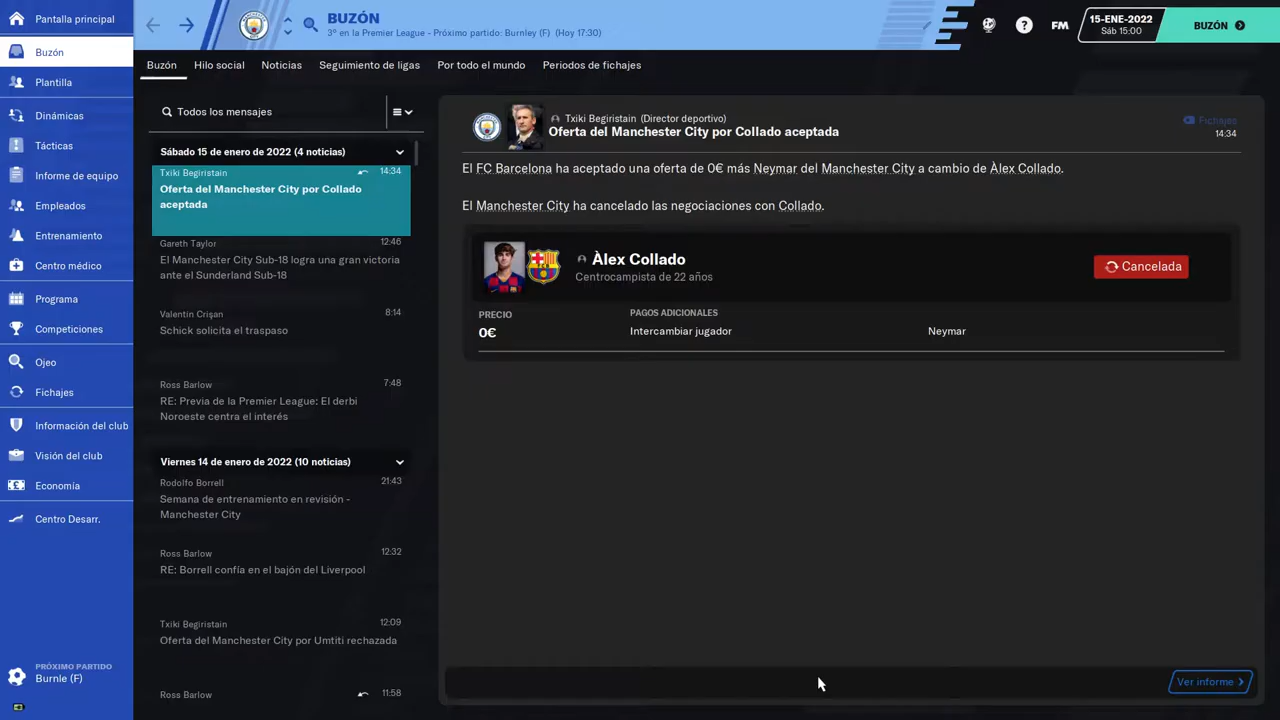 Pantalla principal
Buzón
Plantilla
Dinámicas
Tácticas
Informe de equipo
Empleados
Entrenamiento
Centro médico
Programa
Competiciones
Ojeo
Fichajes
Información del club
Visión del club
Economía
Centro Desarr.
PRÓXIMO PARTIDO
Burnle (F)
BUZÓN
3º en la Premier League - Próximo partido: Burnley (F) (Hoy 17:30)
?
FM
15-ENE-2022
Sáb 15:00
BUZÓN
Buzón Hilo social Noticias Seguimiento de ligas Por todo el mundo Periodos de fichajes
Todos los mensajes
Sábado 15 de enero de 2022 (4 noticias)
Txiki Begiristain 14:34
Oferta del Manchester City por Collado
aceptada
Gareth Taylor 12:46
El Manchester City Sub-18 logra una gran victoria
ante el Sunderland Sub-18
Valentin Crişan 8:14
Schick solicita el traspaso
Ross Barlow 7:48
RE: Previa de la Premier League: El derbi
Noroeste centra el interés
Viernes 14 de enero de 2022 (10 noticias)
Rodolfo Borrell 21:43
Semana de entrenamiento en revisión -
Manchester City
Ross Barlow 12:32
RE: Borrell confía en el bajón del Liverpool
Txiki Begiristain 12:09
Oferta del Manchester City por Umtiti rechazada
Ross Barlow 11:58
Txiki Begiristain (Director deportivo)
Oferta del Manchester City por Collado aceptada
Fichajes
14:34
El FC Barcelona ha aceptado una oferta de 0€ más Neymar del Manchester City a cambio de Àlex Collado.
El Manchester City ha cancelado las negociaciones con Collado.
Àlex Collado
Centrocampista de 22 años
Cancelada
PRECIO
0€
PAGOS ADICIONALES
Intercambiar jugador Neymar
Ver informe